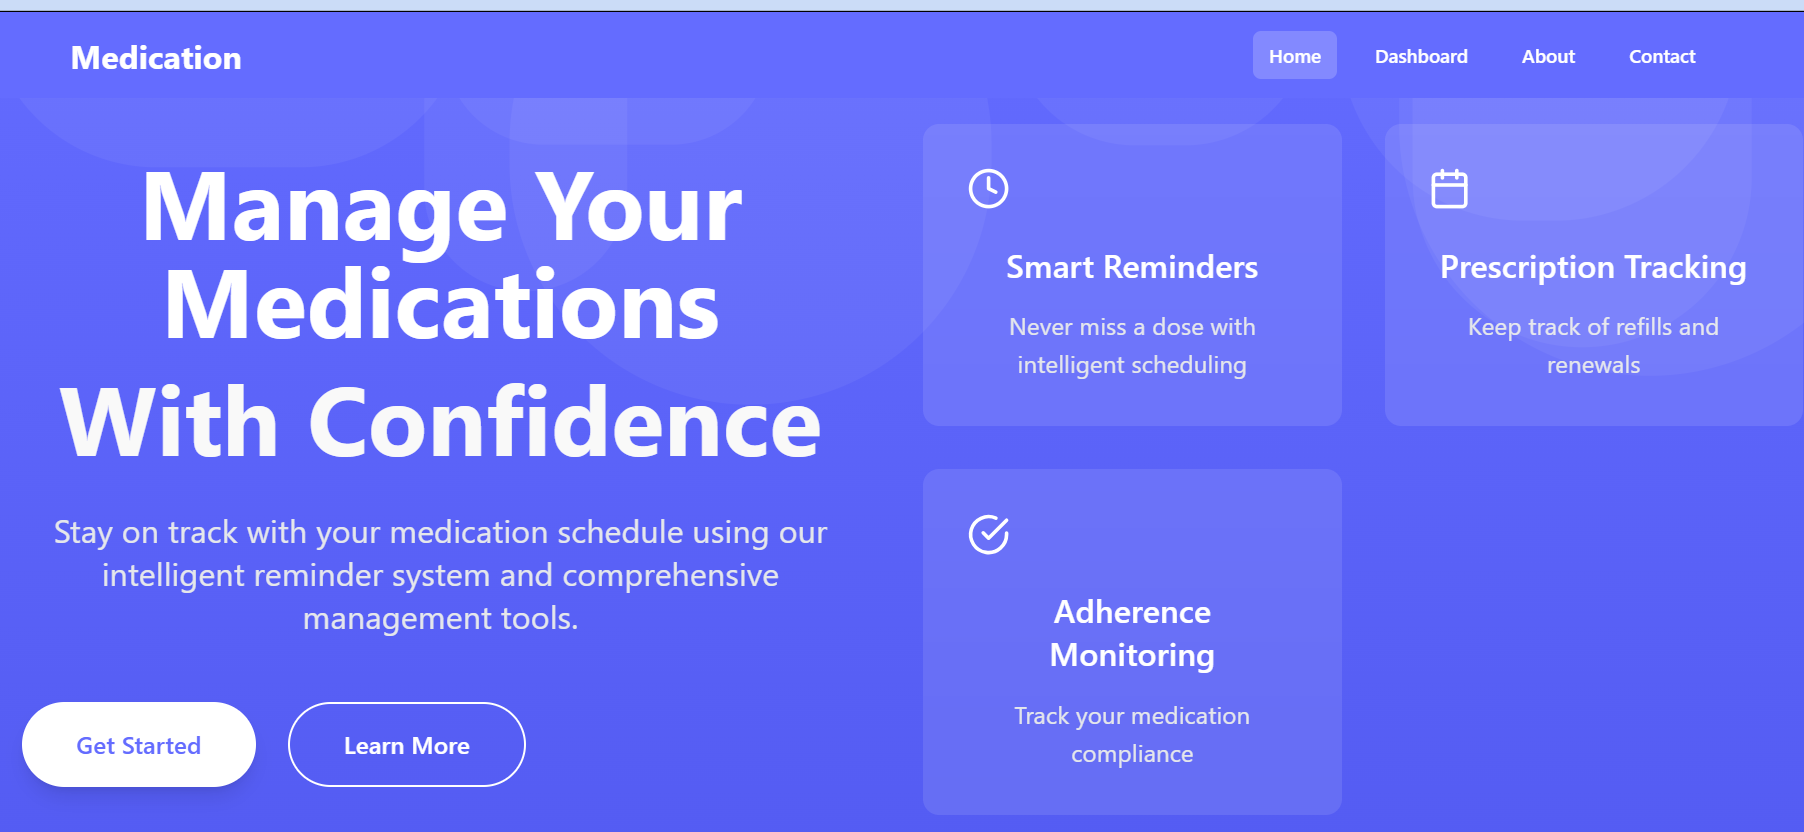 Medication
Home
Dashboard
About
Contact
Manage Your
Medications
With Confidence
Stay on track with your medication schedule using our
intelligent reminder system and comprehensive
management tools.
Get Started
Learn More
Smart Reminders
Never miss a dose with
intelligent scheduling
Prescription Tracking
Keep track of refills and
renewals
Adherence
Monitoring
Track your medication
compliance